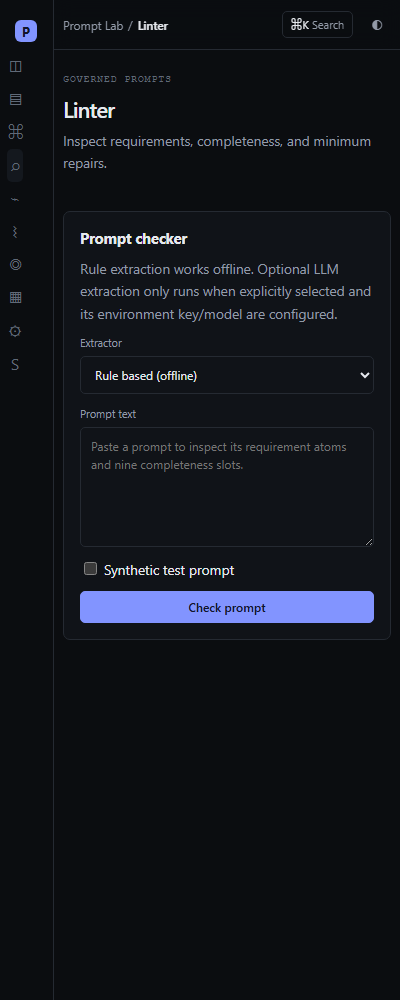 P
Prompt Lab / Linter
⌘K Search
GOVERNED PROMPTS
Linter
Inspect requirements, completeness, and minimum
repairs.
Prompt checker
Rule extraction works offline. Optional LLM
extraction only runs when explicitly selected and
its environment key/model are configured.
Extractor
Rule based (offline)
Prompt text
Paste a prompt to inspect its requirement atoms
and nine completeness slots.
Synthetic test prompt
Check prompt
S